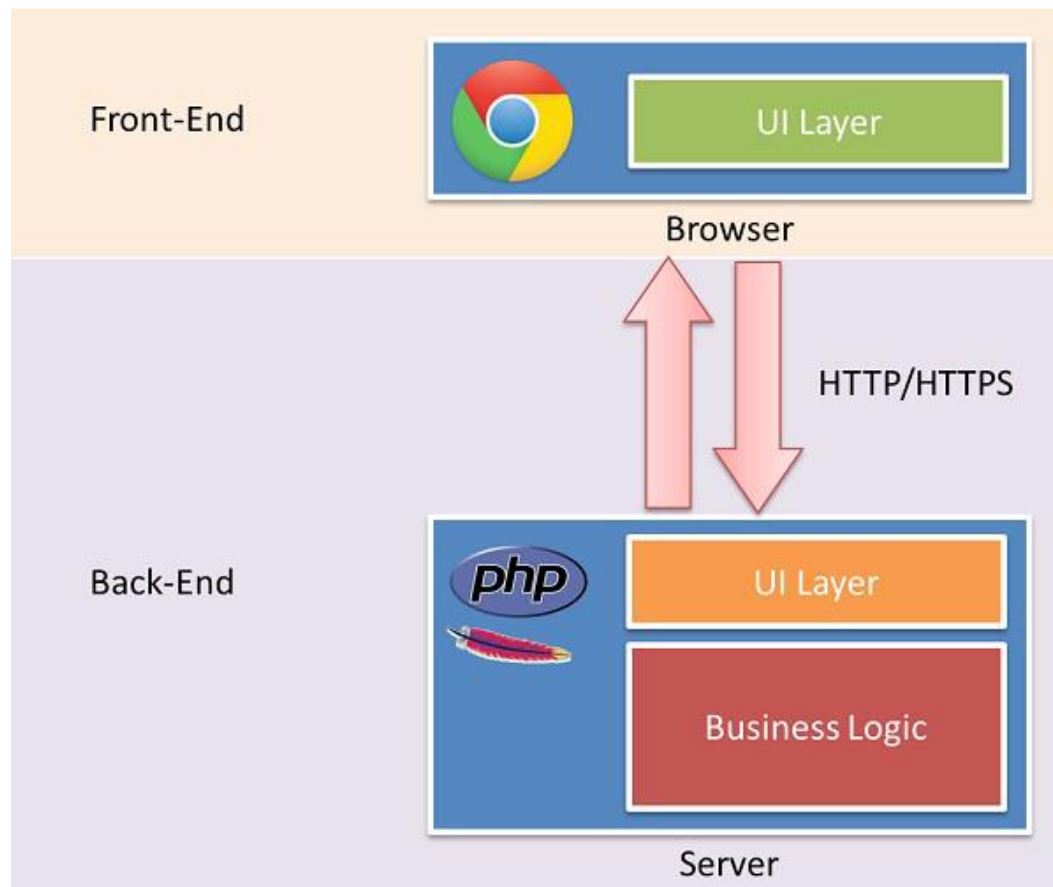 Front-End
UI Layer
Browser
HTTP/HTTPS
Back-End
php
UI Layer
Business Logic
Server